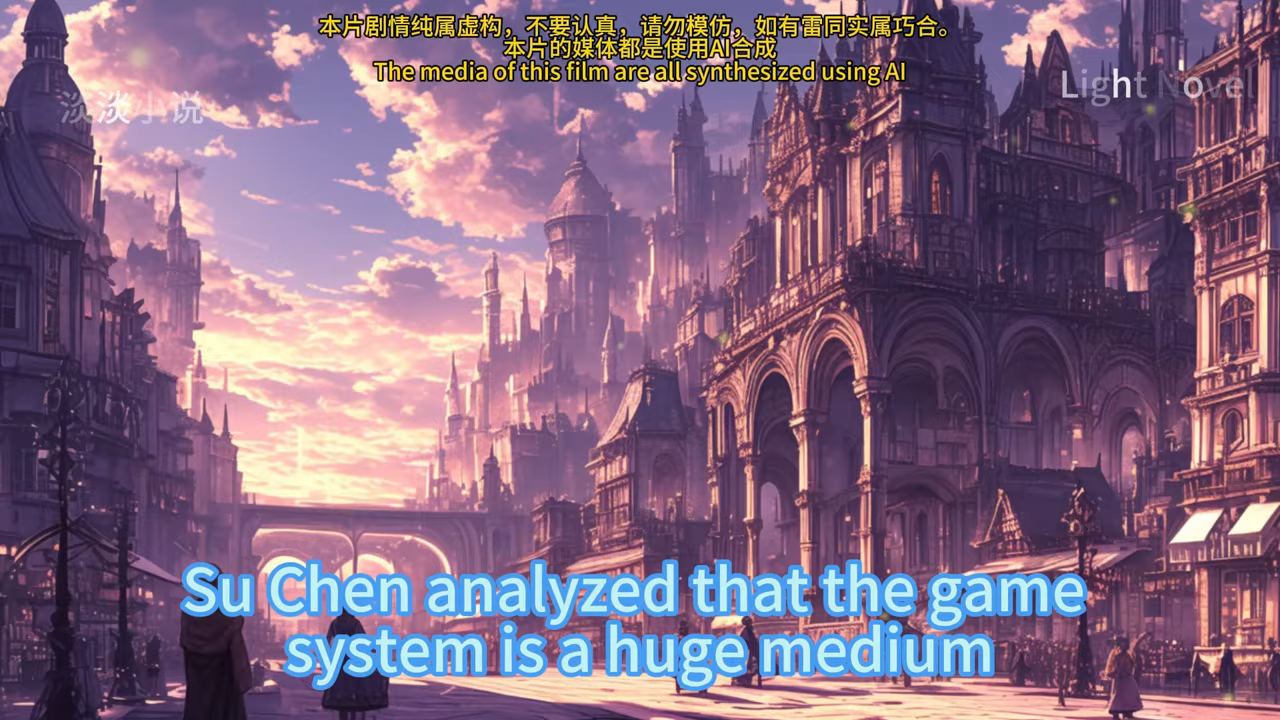 本片剧情纯属虚构，不要认真，请勿模仿，如有雷同实属巧合。
本片的媒体都是使用AI合成
The media of this film are all synthesized using AI
Light Novel
淡淡小说
Su Chen analyzed that the game
system is a huge medium